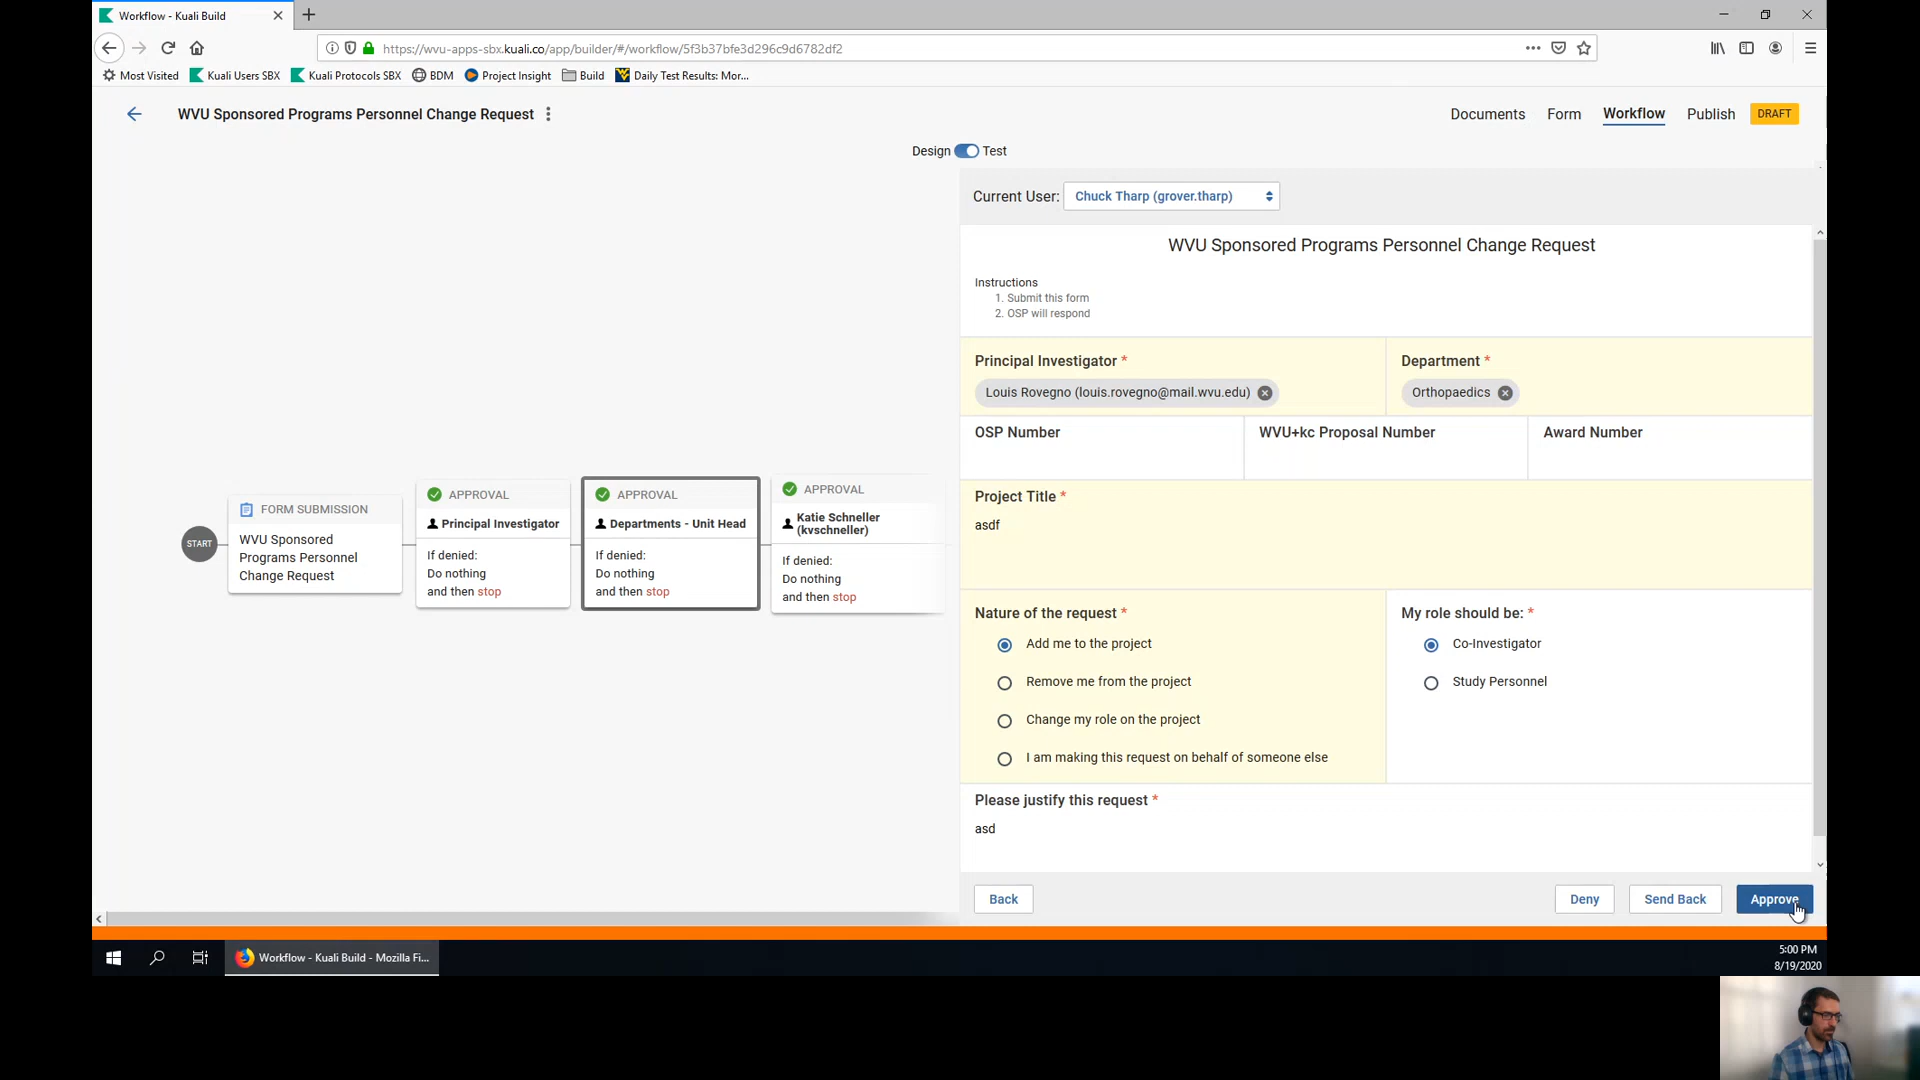 Workflow - Kuali Build
https://wvu-apps-sbx.kuali.co/app/builder/#/workflow/5f3b37bfe3d296c9d6782df2
Most Visited Kuali Users SBX Kuali Protocols SBX BDM Project Insight Build Daily Test Results: Mor...
WVU Sponsored Programs Personnel Change Request
Documents Form Workflow Publish DRAFT
Design Test
Current User: Chuck Tharp (grover.tharp)
WVU Sponsored Programs Personnel Change Request
Instructions
1. Submit this form
2. OSP will respond
Principal Investigator *
Louis Rovegno (louis.rovegno@mail.wvu.edu)
Department *
Orthopaedics
OSP Number
WVU+kc Proposal Number
Award Number
Project Title *
asdf
Nature of the request *
Add me to the project
Remove me from the project
Change my role on the project
I am making this request on behalf of someone else
My role should be: *
Co-Investigator
Study Personnel
Please justify this request *
asd
Back Deny Send Back Approve
START
FORM SUBMISSION
WVU Sponsored
Programs Personnel
Change Request
APPROVAL
Principal Investigator
If denied:
Do nothing
and then stop
APPROVAL
Departments - Unit Head
If denied:
Do nothing
and then stop
APPROVAL
Katie Schneller
(kvschneller)
If denied:
Do nothing
and then stop
Workflow - Kuali Build - Mozilla Fi...
5:00 PM
8/19/2020